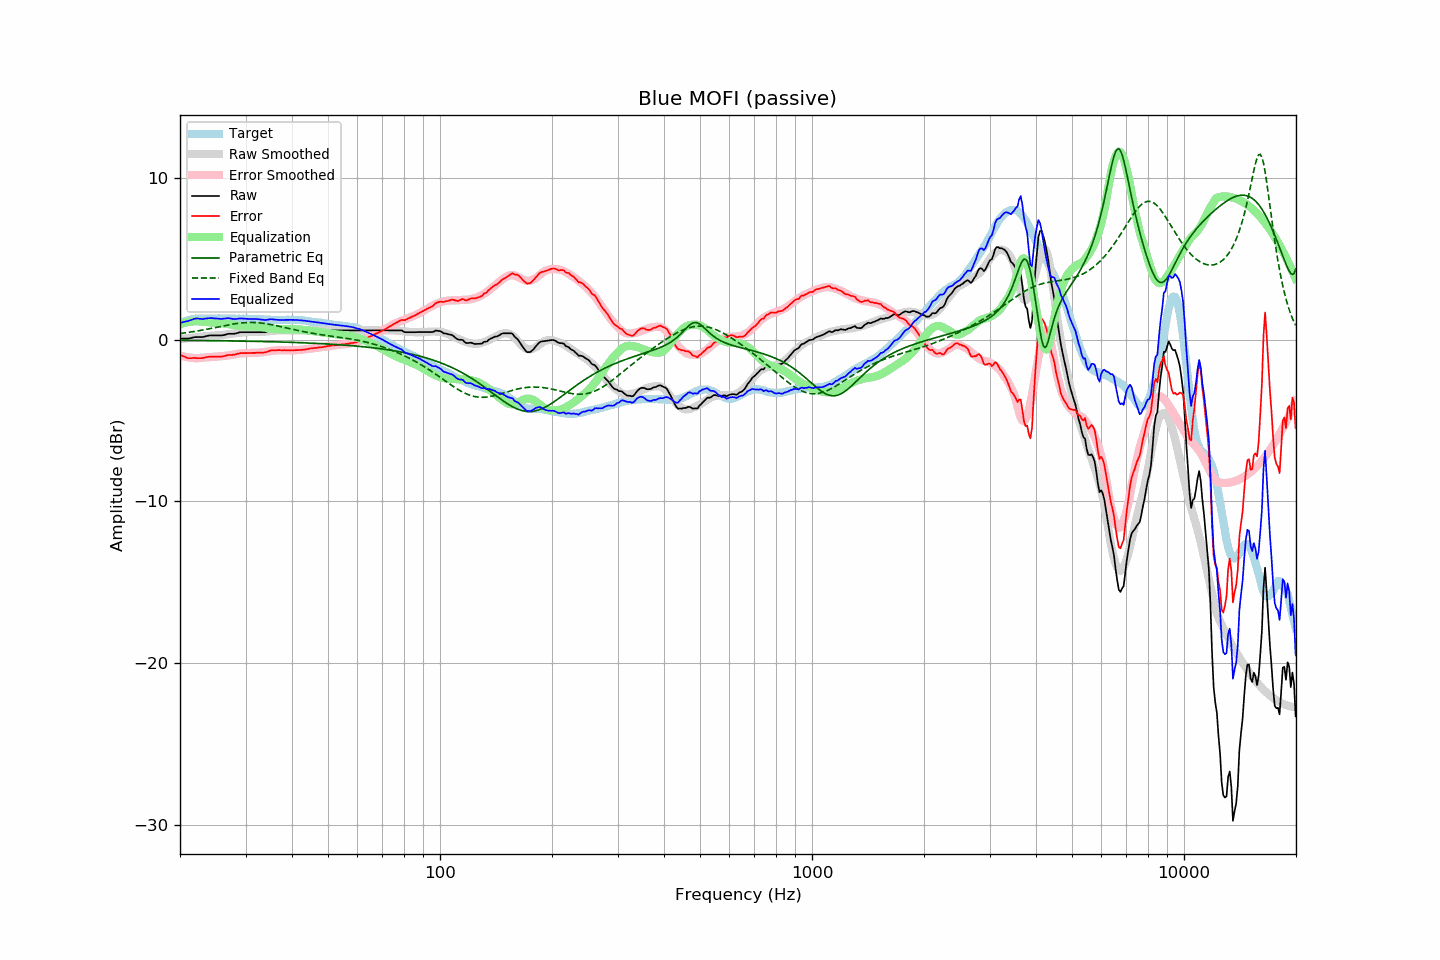 Blue MOFI (passive)
Target
Raw Smoothed
Error Smoothed
Raw
Error
Equalization
Parametric Eq
Fixed Band Eq
Equalized
10
0
−10
−20
−30
Amplitude (dBr)
100
1000
10000
Frequency (Hz)